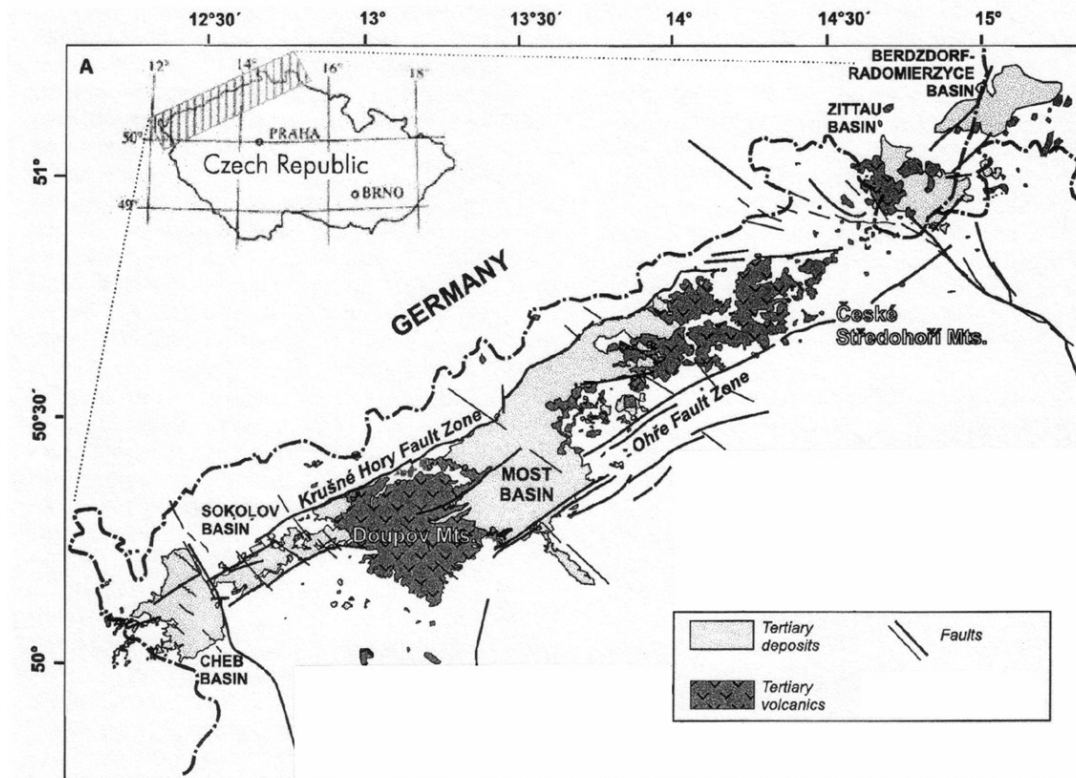 12°30'
13°
13°30'
14°
14°30'
15°
A
12°
14°
16°
18°
50°
49°
PRAHA
Czech Republic
BRNO
BERDZDORF-
RADOMIERZYCE
BASIN
ZITTAU
BASIN
51°
50°30'
50°
GERMANY
České
Středohoří Mts.
Krušné Hory Fault Zone
Ohře Fault Zone
MOST
BASIN
SOKOLOV
BASIN
Doupov Mts.
CHEB
BASIN
Tertiary
deposits
Faults
Tertiary
volcanics